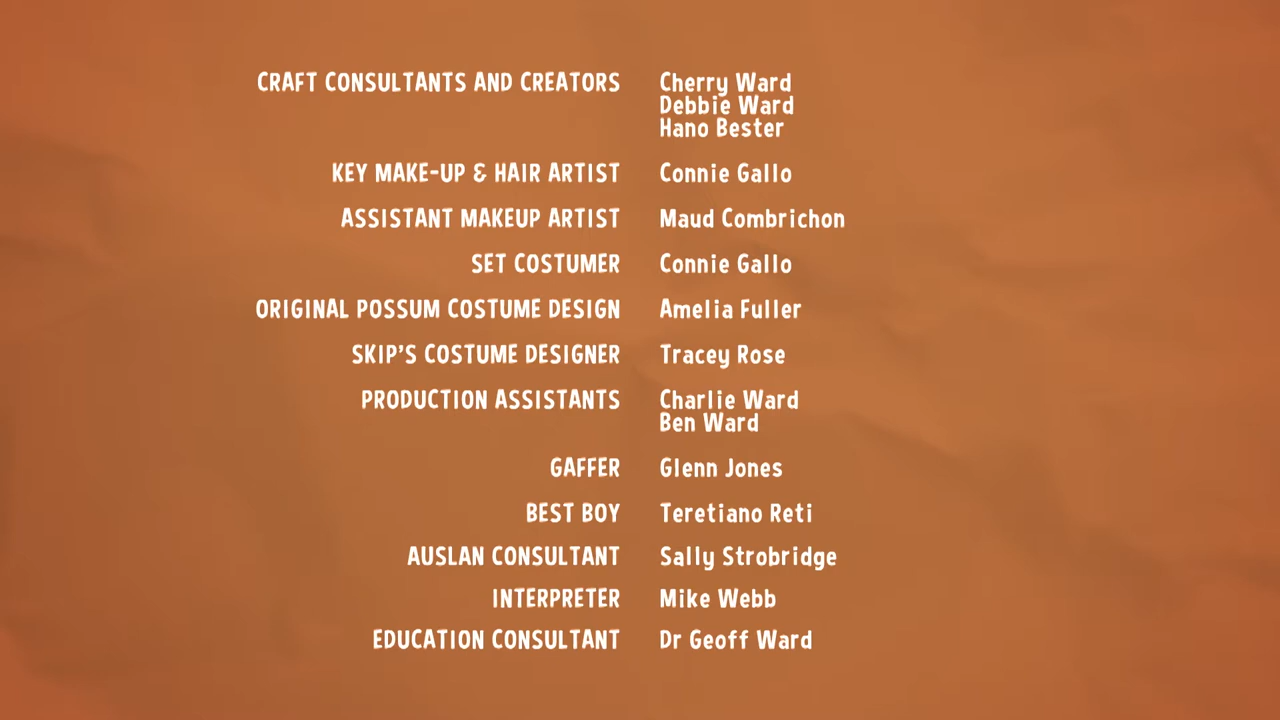 CRAFT CONSULTANTS AND CREATORS Cherry Ward
Debbie Ward
Hano Bester
KEY MAKE-UP & HAIR ARTIST Connie Gallo
ASSISTANT MAKEUP ARTIST Maud Combrichon
SET COSTUMER Connie Gallo
ORIGINAL POSSUM COSTUME DESIGN Amelia Fuller
SKIP'S COSTUME DESIGNER Tracey Rose
PRODUCTION ASSISTANTS Charlie Ward
Ben Ward
GAFFER Glenn Jones
BEST BOY Teretiano Reti
AUSLAN CONSULTANT Sally Strobridge
INTERPRETER Mike Webb
EDUCATION CONSULTANT Dr Geoff Ward